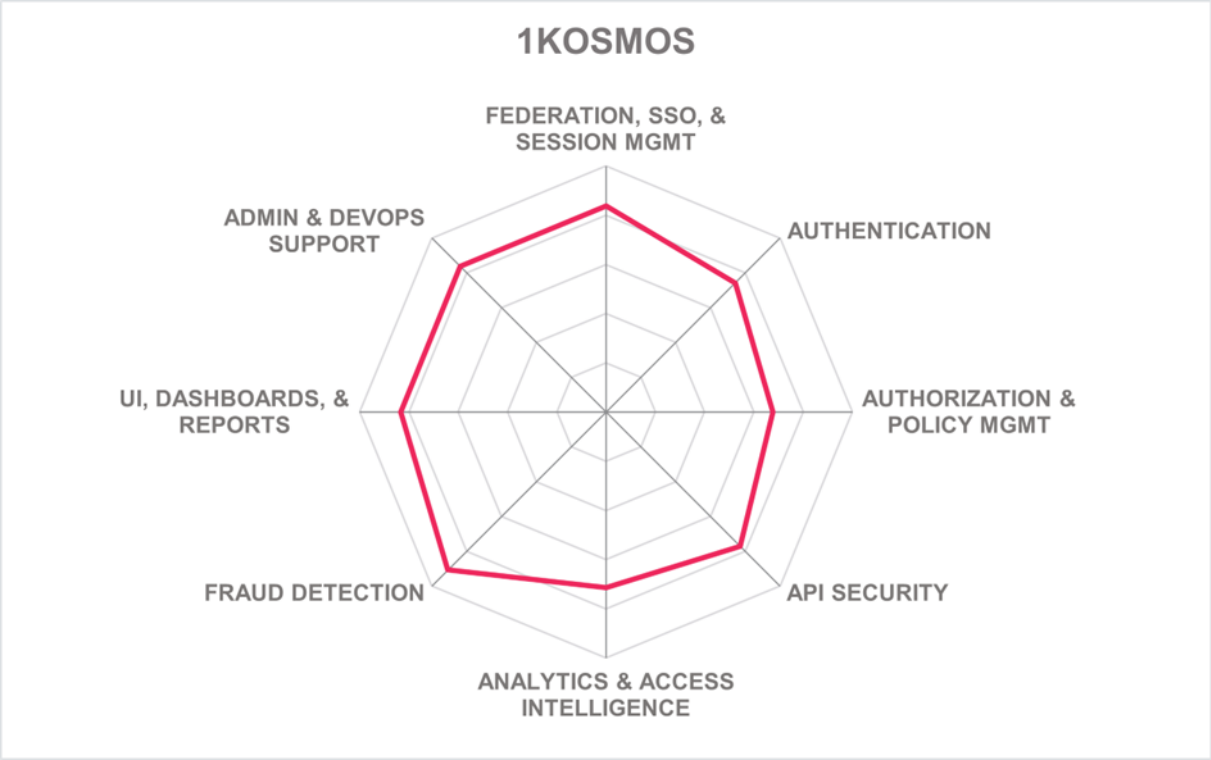 1KOSMOS
FEDERATION, SSO, &
SESSION MGMT
ADMIN & DEVOPS
SUPPORT
AUTHENTICATION
UI, DASHBOARDS, &
REPORTS
AUTHORIZATION &
POLICY MGMT
FRAUD DETECTION
API SECURITY
ANALYTICS & ACCESS
INTELLIGENCE